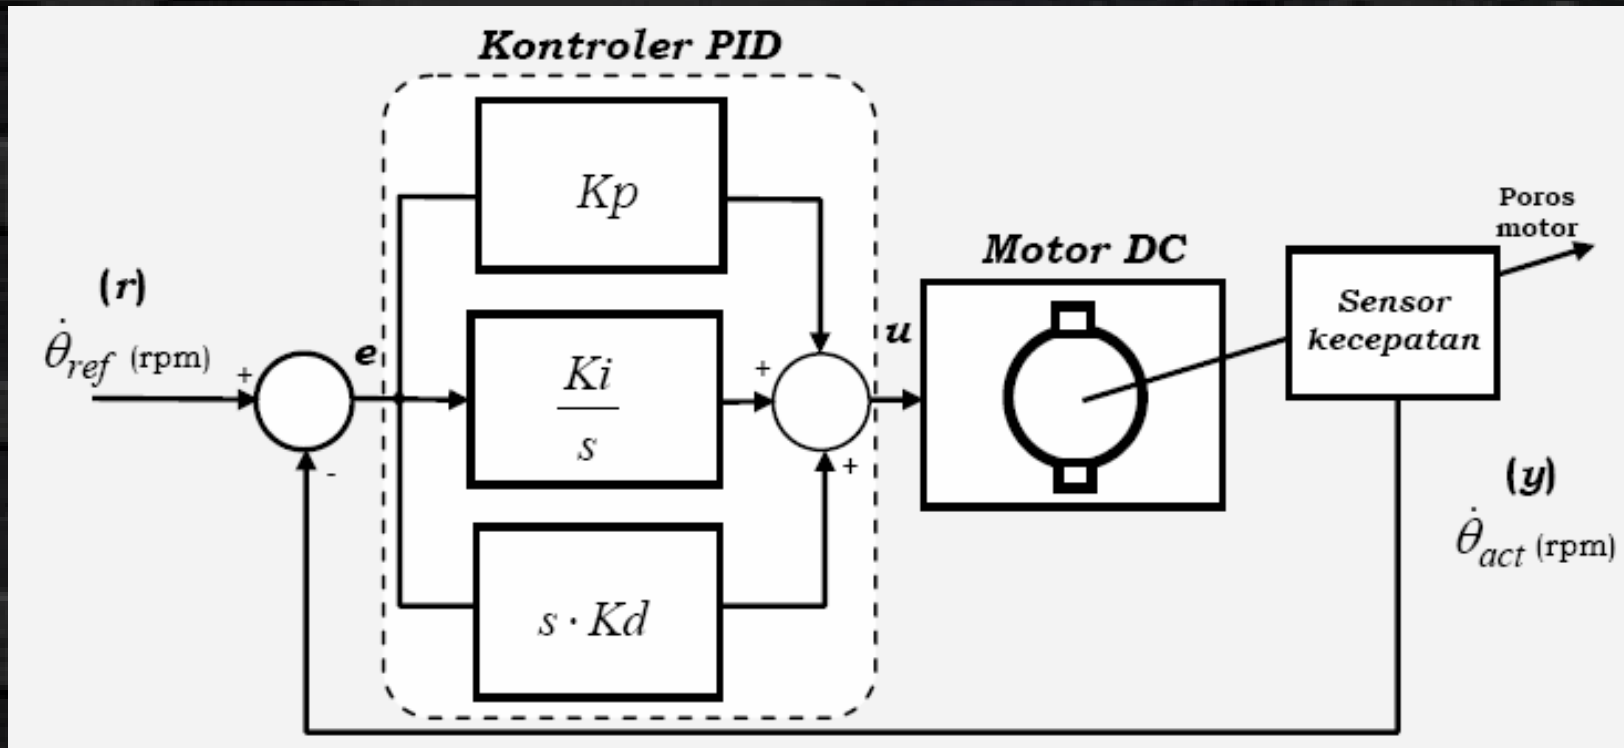 Kontroler PID
Kp
Poros
motor
Motor DC
(r)
Sensor
kecepatan
θ̇ref (rpm)
+
e
Ki
s
+
u
-
+
(y)
θ̇act (rpm)
s · Kd